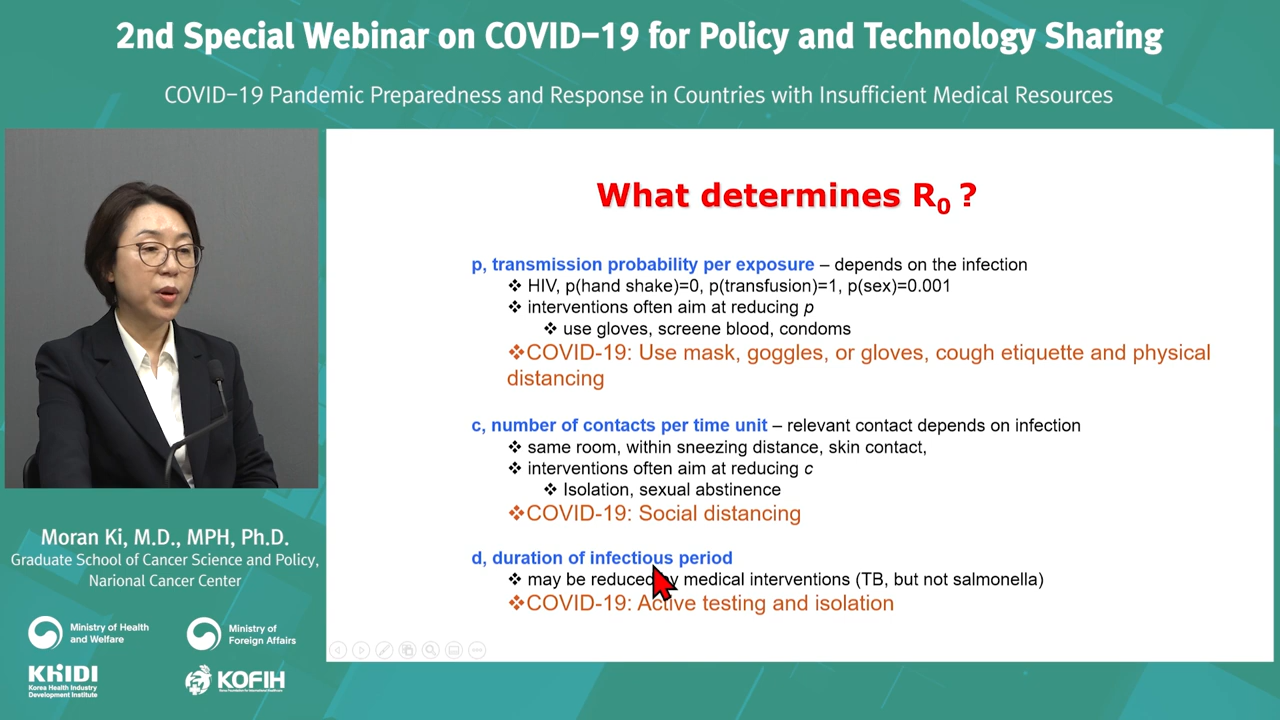 2nd Special Webinar on COVID-19 for Policy and Technology Sharing
COVID-19 Pandemic Preparedness and Response in Countries with Insufficient Medical Resources
What determines R0 ?
p, transmission probability per exposure – depends on the infection
❖ HIV, p(hand shake)=0, p(transfusion)=1, p(sex)=0.001
❖ interventions often aim at reducing p
❖ use gloves, screene blood, condoms
❖COVID-19: Use mask, goggles, or gloves, cough etiquette and physical
distancing
c, number of contacts per time unit – relevant contact depends on infection
❖ same room, within sneezing distance, skin contact,
❖ interventions often aim at reducing c
❖ Isolation, sexual abstinence
❖COVID-19: Social distancing
d, duration of infectious period
❖ may be reduced by medical interventions (TB, but not salmonella)
❖COVID-19: Active testing and isolation
Moran Ki, M.D., MPH, Ph.D.
Graduate School of Cancer Science and Policy,
Narional Cancer Center
Ministry of Health
and Welfare
Ministry of
Foreign Affairs
KHIDI
Korea Health Industry
Development Institute
KOFIH